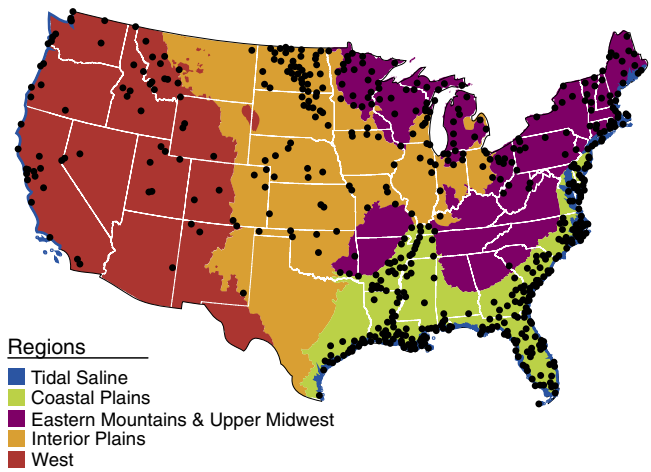 Regions
Tidal Saline
Coastal Plains
Eastern Mountains & Upper Midwest
Interior Plains
West